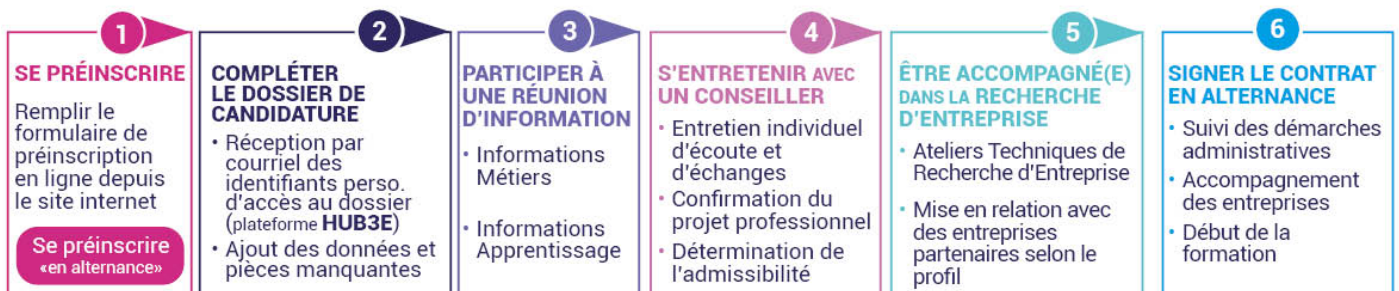 1
SE PRÉINSCRIRE
Remplir le
formulaire de
préinscription
en ligne depuis
le site internet
Se préinscrire
«en alternance»
2
COMPLÉTER
LE DOSSIER DE
CANDIDATURE
• Réception par
courriel des
identifiants perso.
d'accès au dossier
(plateforme HUB3E)
• Ajout des données et
pièces manquantes
3
PARTICIPER À
UNE RÉUNION
D'INFORMATION
• Informations
Métiers
• Informations
Apprentissage
4
S'ENTRETENIR AVEC
UN CONSEILLER
• Entretien individuel
d'écoute et
d'échanges
• Confirmation du
projet professionnel
• Détermination de
l'admissibilité
5
ÊTRE ACCOMPAGNÉ(E)
DANS LA RECHERCHE
D'ENTREPRISE
• Ateliers Techniques de
Recherche d'Entreprise
• Mise en relation avec
des entreprises
partenaires selon le
profil
6
SIGNER LE CONTRAT
EN ALTERNANCE
• Suivi des démarches
administratives
• Accompagnement
des entreprises
• Début de la
formation